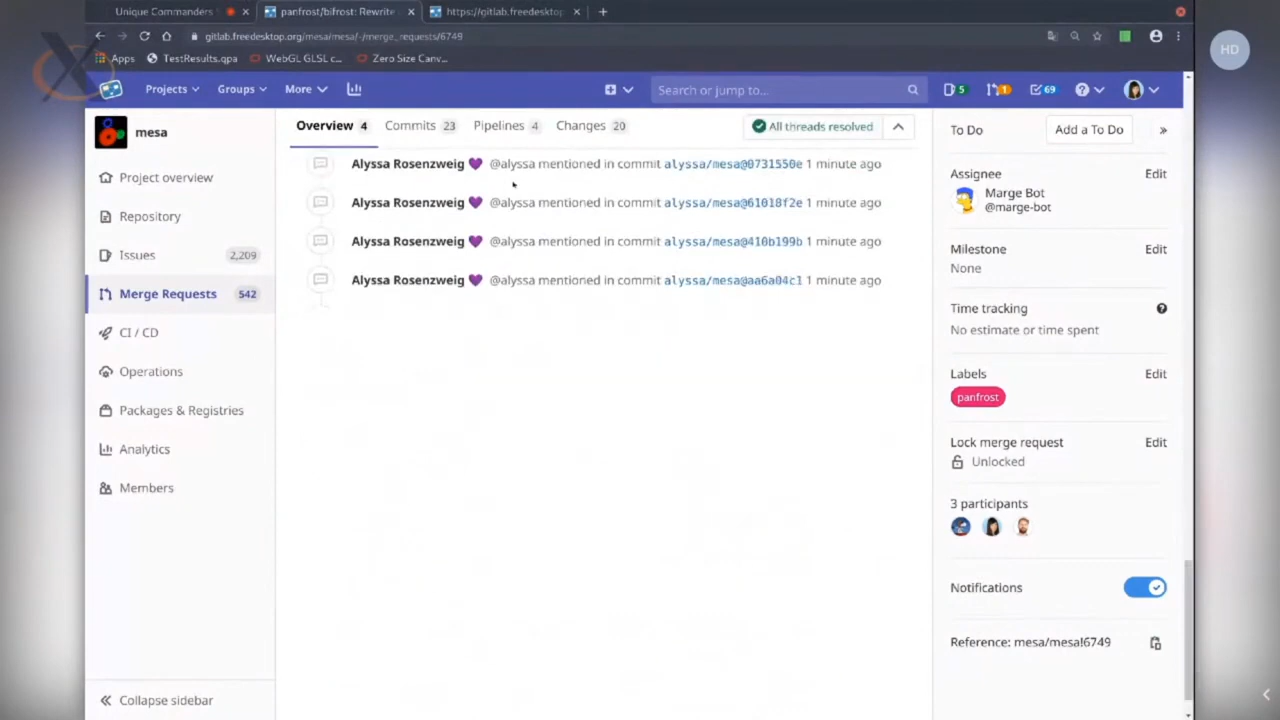 Unique Commanders
panfrost/bifrost: Rewrite
https://gitlab.freedesktop
gitlab.freedesktop.org/mesa/mesa/-/merge_requests/6749
Apps
TestResults.qpa
WebGL GLSL c...
Zero Size Canv...
HD
X
Projects
Groups
More
Search or jump to...
5
1
69
mesa
Project overview
Repository
Issues 2,209
Merge Requests 542
CI / CD
Operations
Packages & Registries
Analytics
Members
Collapse sidebar
Overview 4
Commits 23
Pipelines 4
Changes 20
All threads resolved
Alyssa Rosenzweig 💜 @alyssa mentioned in commit alyssa/mesa@0731550e 1 minute ago
Alyssa Rosenzweig 💜 @alyssa mentioned in commit alyssa/mesa@61018f2e 1 minute ago
Alyssa Rosenzweig 💜 @alyssa mentioned in commit alyssa/mesa@410b199b 1 minute ago
Alyssa Rosenzweig 💜 @alyssa mentioned in commit alyssa/mesa@aa6a04c1 1 minute ago
To Do
Add a To Do
Assignee Edit
Marge Bot
@marge-bot
Milestone Edit
None
Time tracking
No estimate or time spent
Labels Edit
panfrost
Lock merge request Edit
Unlocked
3 participants
Notifications
Reference: mesa/mesa!6749